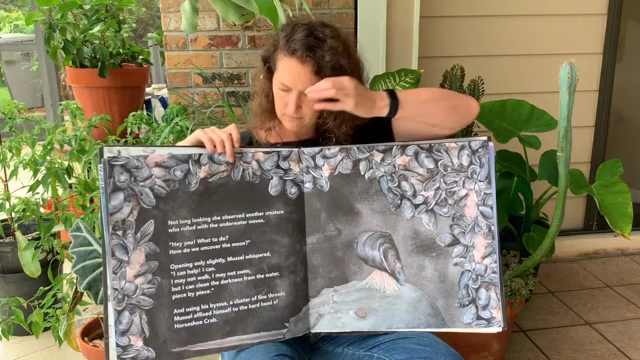 Not long looking she observed another creature
who rolled with the underwater waves.
"Hey you! What to do?
How do we uncover the moon?"
Opening only slightly, Mussel whispered,
"I can help! I can.
I may not walk, I may not swim,
but I can clean the darkness from the water,
piece by piece."
And using his byssus, a cluster of fine threads,
Mussel affixed himself to the hard head of
Horseshoe Crab.